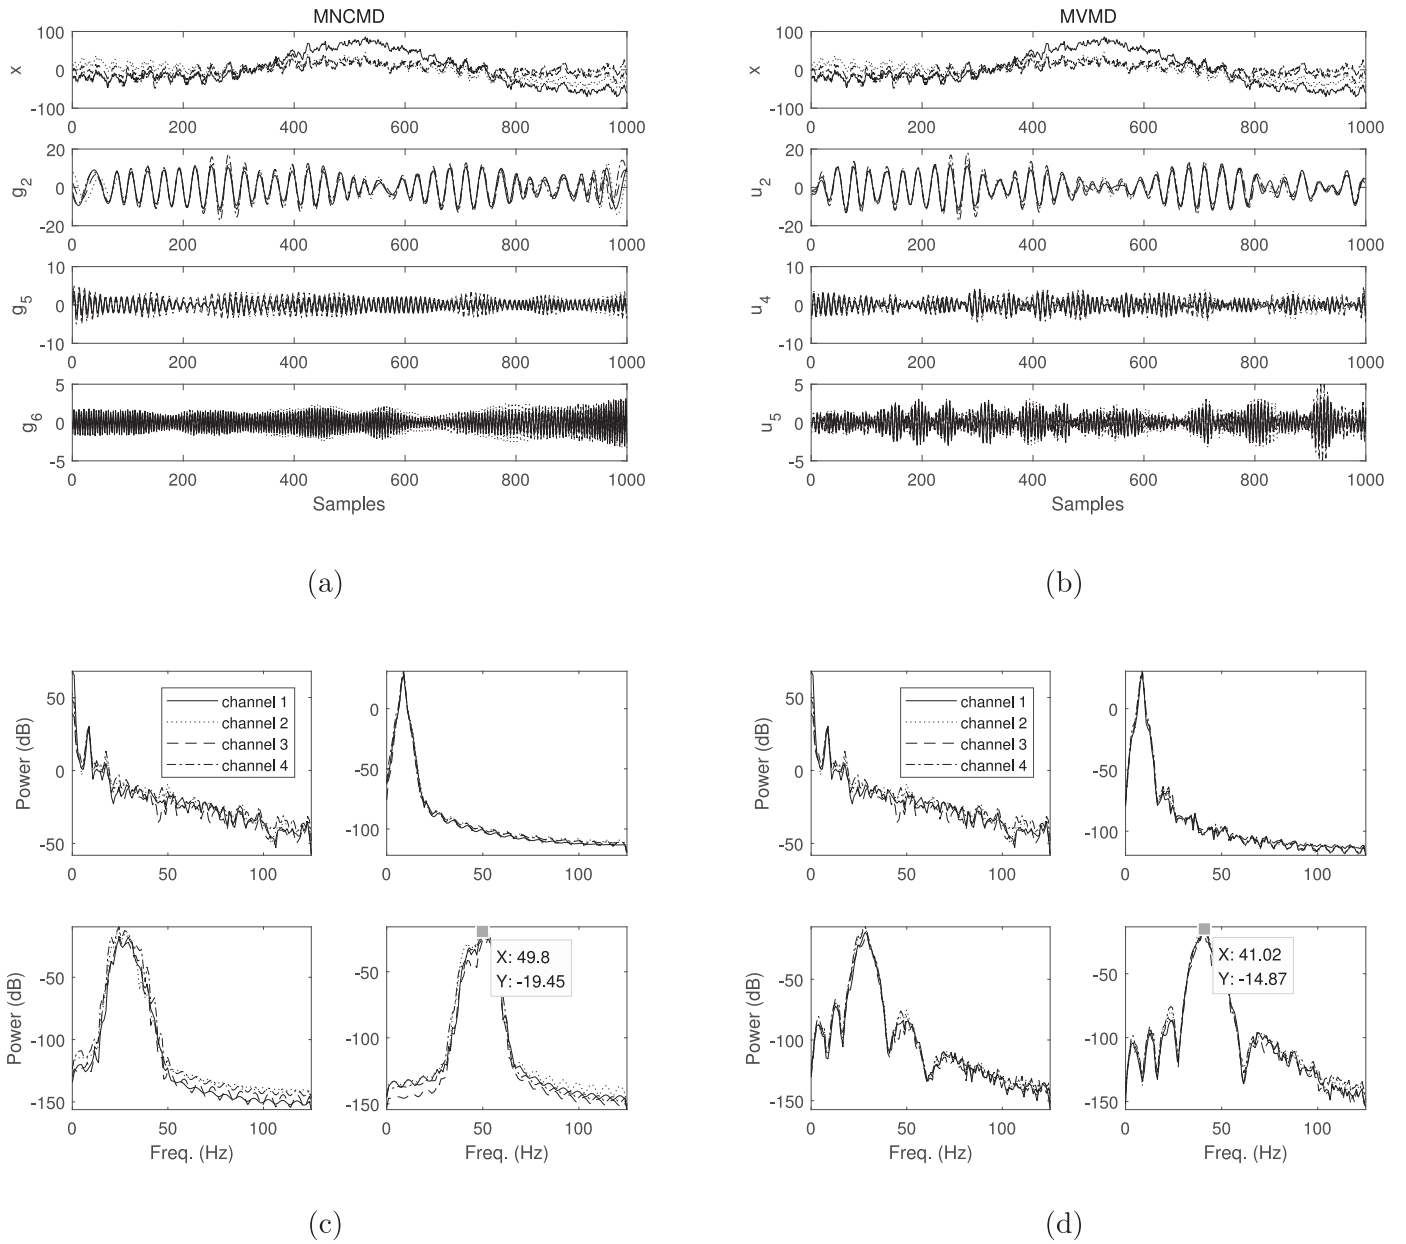 MNCMD
100
0
-100
x
0 200 400 600 800 1000
20
0
-20
g2
0 200 400 600 800 1000
10
0
-10
g5
0 200 400 600 800 1000
5
0
-5
g6
0 200 400 600 800 1000
Samples
(a)
MVMD
100
0
-100
x
0 200 400 600 800 1000
20
0
20
u2
0 200 400 600 800 1000
10
0
-10
u4
0 200 400 600 800 1000
5
0
-5
u5
0 200 400 600 800 1000
Samples
(b)
50
0
-50
Power (dB)
channel 1
channel 2
channel 3
channel 4
0 50 100
0
-50
-100
0 50 100
-50
-100
-150
Power (dB)
0 50 100
Freq. (Hz)
-50
-100
-150
X: 49.8
Y: -19.45
0 50 100
Freq. (Hz)
(c)
50
0
-50
Power (dB)
channel 1
channel 2
channel 3
channel 4
0 50 100
0
-50
-100
0 50 100
-50
-100
-150
Power (dB)
0 50 100
Freq. (Hz)
-50
-100
-150
X: 41.02
Y: -14.87
0 50 100
Freq. (Hz)
(d)